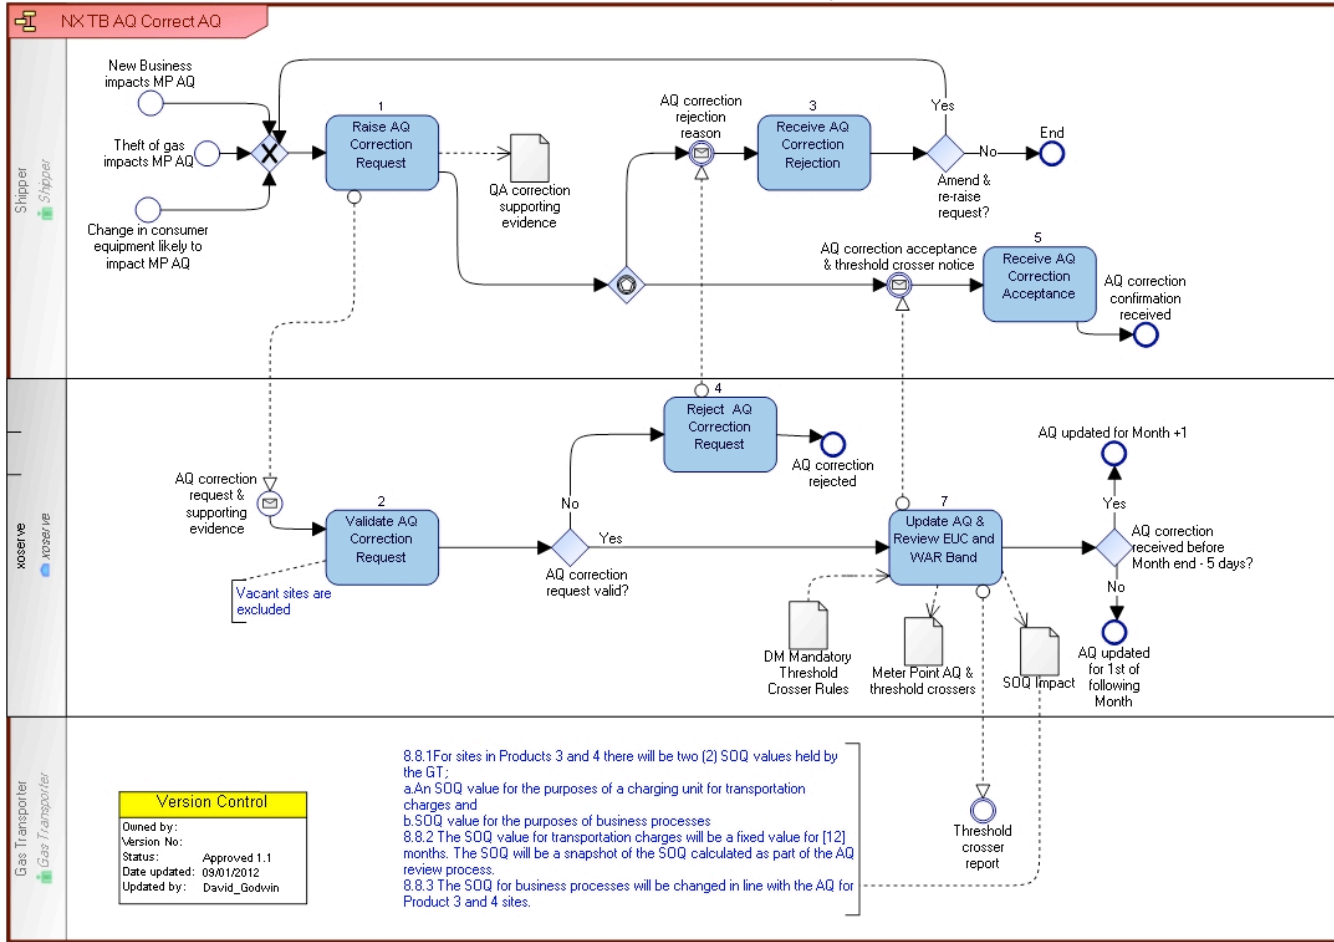 NX TB AQ Correct AQ
Shipper
Shipper
New Business
impacts MP AQ
Theft of gas
impacts MP AQ
Change in consumer
equipment likely to
impact MP AQ
1
Raise AQ
Correction
Request
QA correction
supporting
evidence
AQ correction
rejection
reason
3
Receive AQ
Correction
Rejection
Yes
No
End
Amend &
re-raise
request?
AQ correction acceptance
& threshold crosser notice
5
Receive AQ
Correction
Acceptance
AQ correction
confirmation
received
xoserve
xoserve
AQ correction
request &
supporting
evidence
2
Validate AQ
Correction
Request
Vacant sites are
excluded
No
Yes
AQ correction
request valid?
4
Reject AQ
Correction
Request
AQ correction
rejected
7
Update AQ &
Review EUC and
WAR Band
DM Mandatory
Threshold
Crosser Rules
Meter Point AQ &
threshold crossers
SOQ Impact
AQ updated for Month +1
Yes
AQ correction
received before
Month end - 5 days?
No
AQ updated
for 1st of
following
Month
Gas Transporter
Gas Transporter
Version Control
Owned by:
Version No:
Status: Approved 1.1
Date updated: 09/01/2012
Updated by: David_Godwin
8.8.1For sites in Products 3 and 4 there will be two (2) SOQ values held by
the GT;
a.An SOQ value for the purposes of a charging unit for transportation
charges and
b.SOQ value for the purposes of business processes
8.8.2 The SOQ value for transportation charges will be a fixed value for [12]
months. The SOQ will be a snapshot of the SOQ calculated as part of the AQ
review process.
8.8.3 The SOQ for business processes will be changed in line with the AQ for
Product 3 and 4 sites.
Threshold
crosser
report